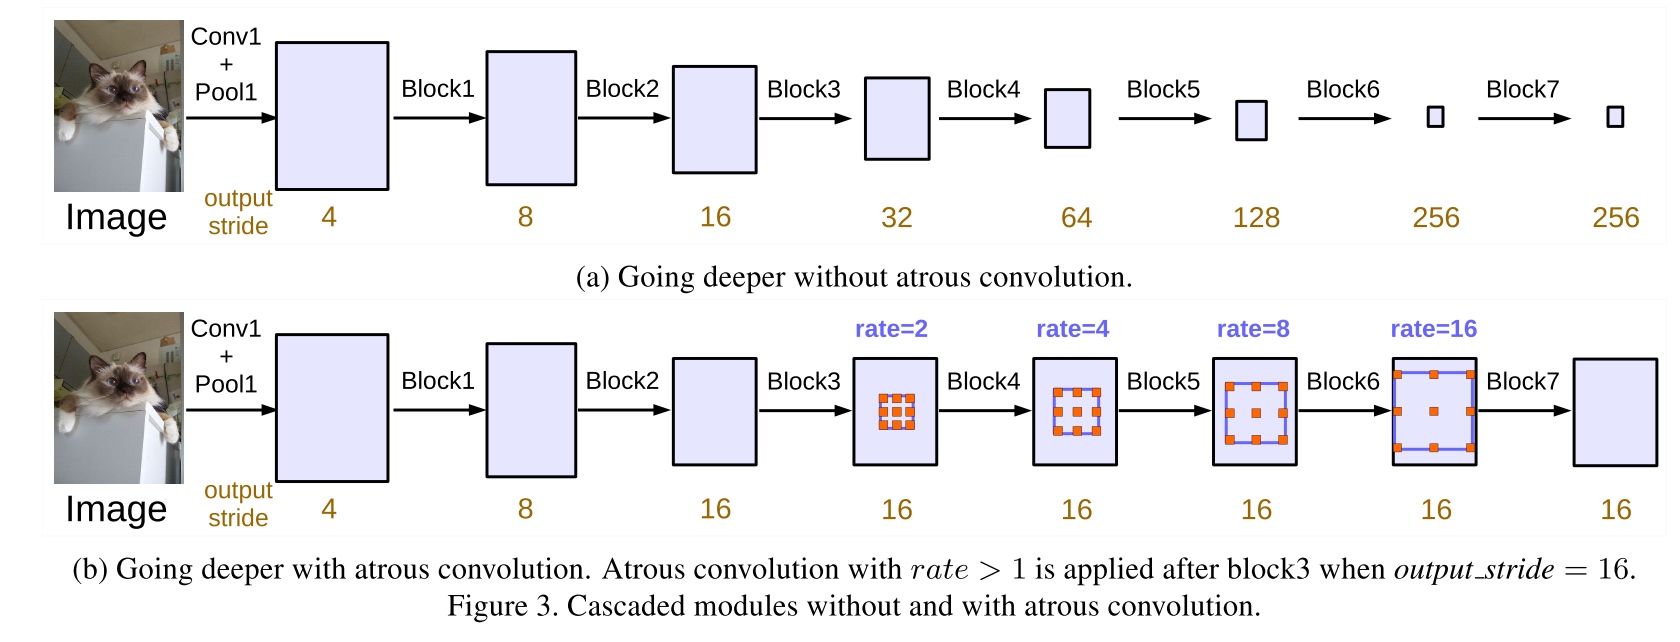 Conv1
+
Pool1
Block1 Block2 Block3 Block4 Block5 Block6 Block7
Image
output
stride
4 8 16 32 64 128 256 256
(a) Going deeper without atrous convolution.
rate=2 rate=4 rate=8 rate=16
Conv1
+
Pool1
Block1 Block2 Block3 Block4 Block5 Block6 Block7
Image
output
stride
4 8 16 16 16 16 16 16
(b) Going deeper with atrous convolution. Atrous convolution with rate > 1 is applied after block3 when output_stride = 16.
Figure 3. Cascaded modules without and with atrous convolution.